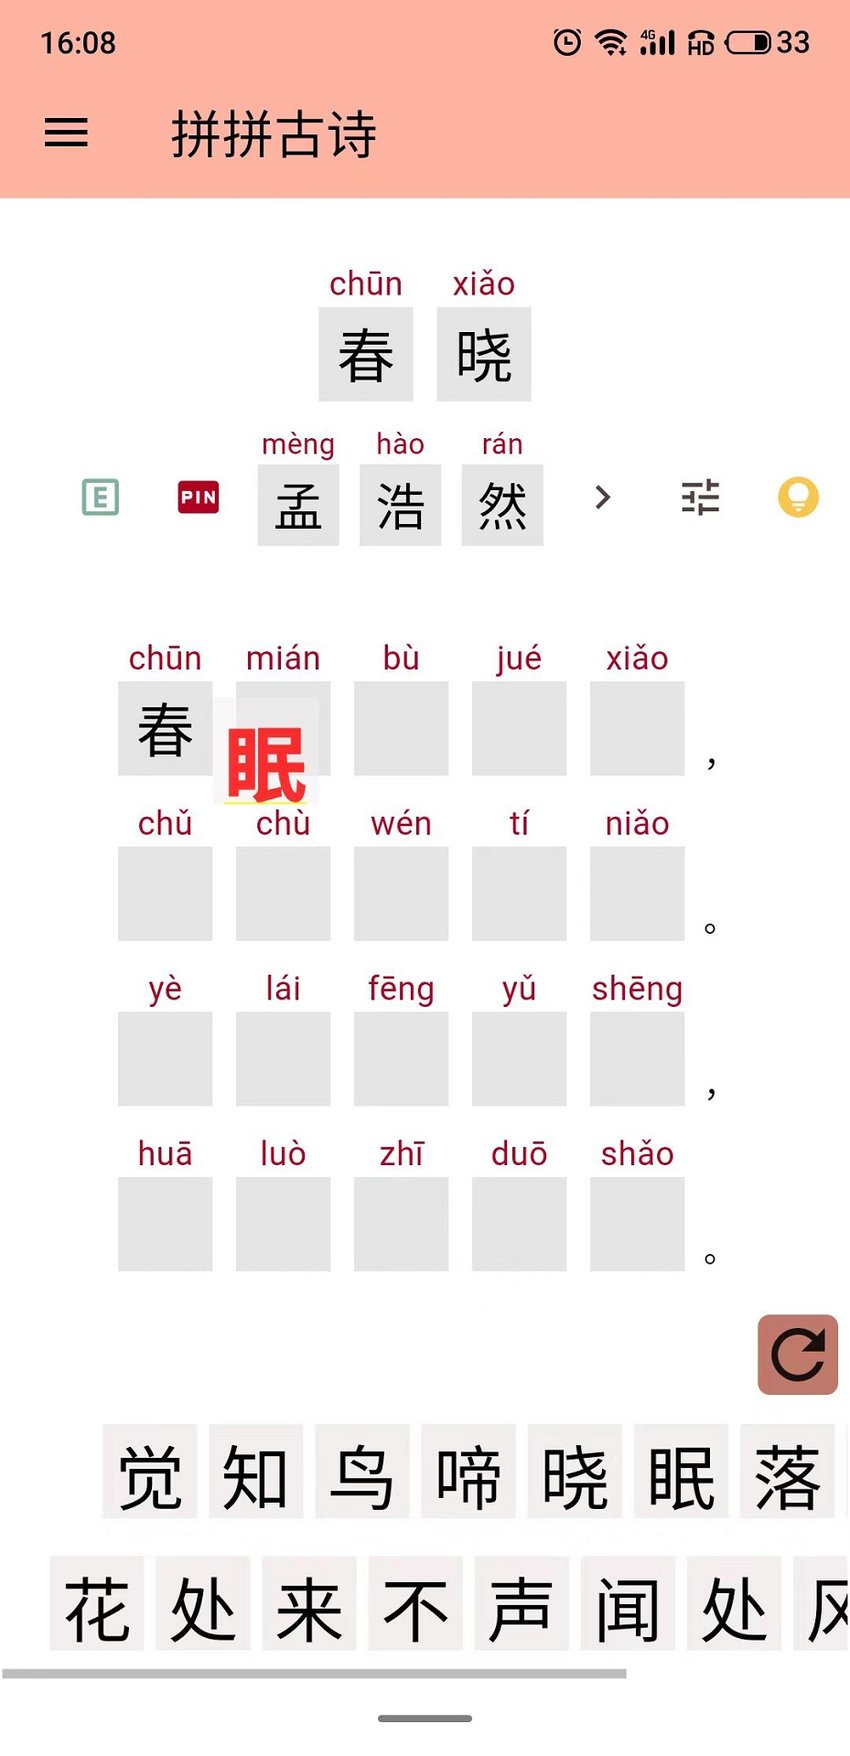 16:08 4G HD 33
拼拼古诗
chūn xiǎo
春 晓
mèng hào rán
E PIN 孟 浩 然
chūn mián bù jué xiǎo
春 眠 ，
chǔ chù wén tí niǎo
。
yè lái fēng yǔ shēng
，
huā luò zhī duō shǎo
。
觉 知 鸟 啼 晓 眠 落
花 处 来 不 声 闻 处